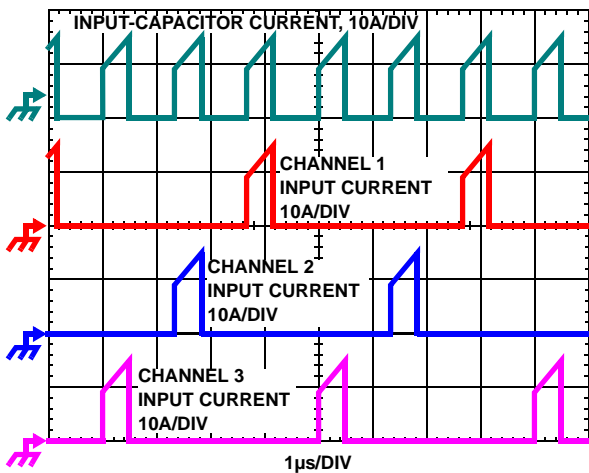 INPUT-CAPACITOR CURRENT, 10A/DIV
CHANNEL 1
INPUT CURRENT
10A/DIV
CHANNEL 2
INPUT CURRENT
10A/DIV
CHANNEL 3
INPUT CURRENT
10A/DIV
1µs/DIV